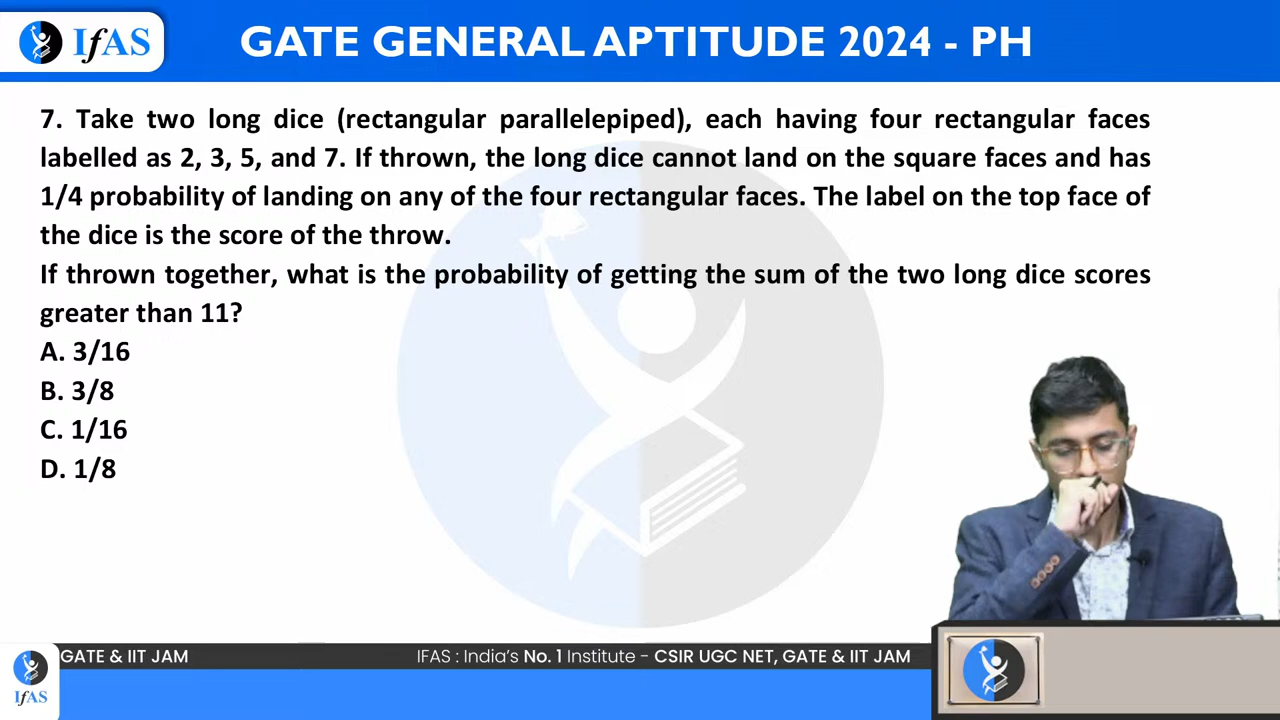 IfAS
GATE GENERAL APTITUDE 2024 - PH
7. Take two long dice (rectangular parallelepiped), each having four rectangular faces
labelled as 2, 3, 5, and 7. If thrown, the long dice cannot land on the square faces and has
1/4 probability of landing on any of the four rectangular faces. The label on the top face of
the dice is the score of the throw.
If thrown together, what is the probability of getting the sum of the two long dice scores
greater than 11?
A. 3/16
B. 3/8
C. 1/16
D. 1/8
GATE & IIT JAM
IFAS : India's No. 1 Institute – CSIR UGC NET, GATE & IIT JAM
IfAS